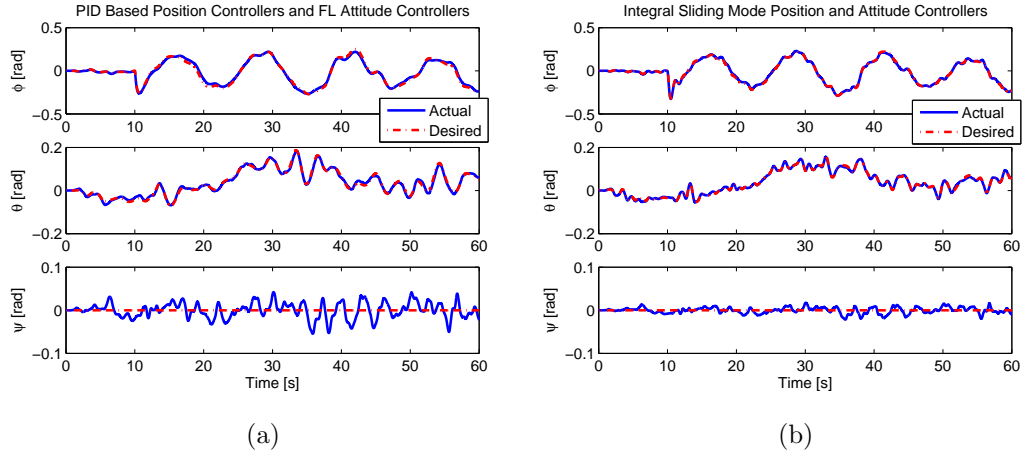 PID Based Position Controllers and FL Attitude Controllers
0.5
0
−0.5
ϕ [rad]
0 10 20 30 40 50 60
Actual
Desired
0.2
0
−0.2
θ [rad]
0 10 20 30 40 50 60
0.1
0
−0.1
ψ [rad]
0 10 20 30 40 50 60
Time [s]
(a)
Integral Sliding Mode Position and Attitude Controllers
0.5
0
−0.5
ϕ [rad]
0 10 20 30 40 50 60
Actual
Desired
0.2
0
−0.2
θ [rad]
0 10 20 30 40 50 60
0.1
0
−0.1
ψ [rad]
0 10 20 30 40 50 60
Time [s]
(b)